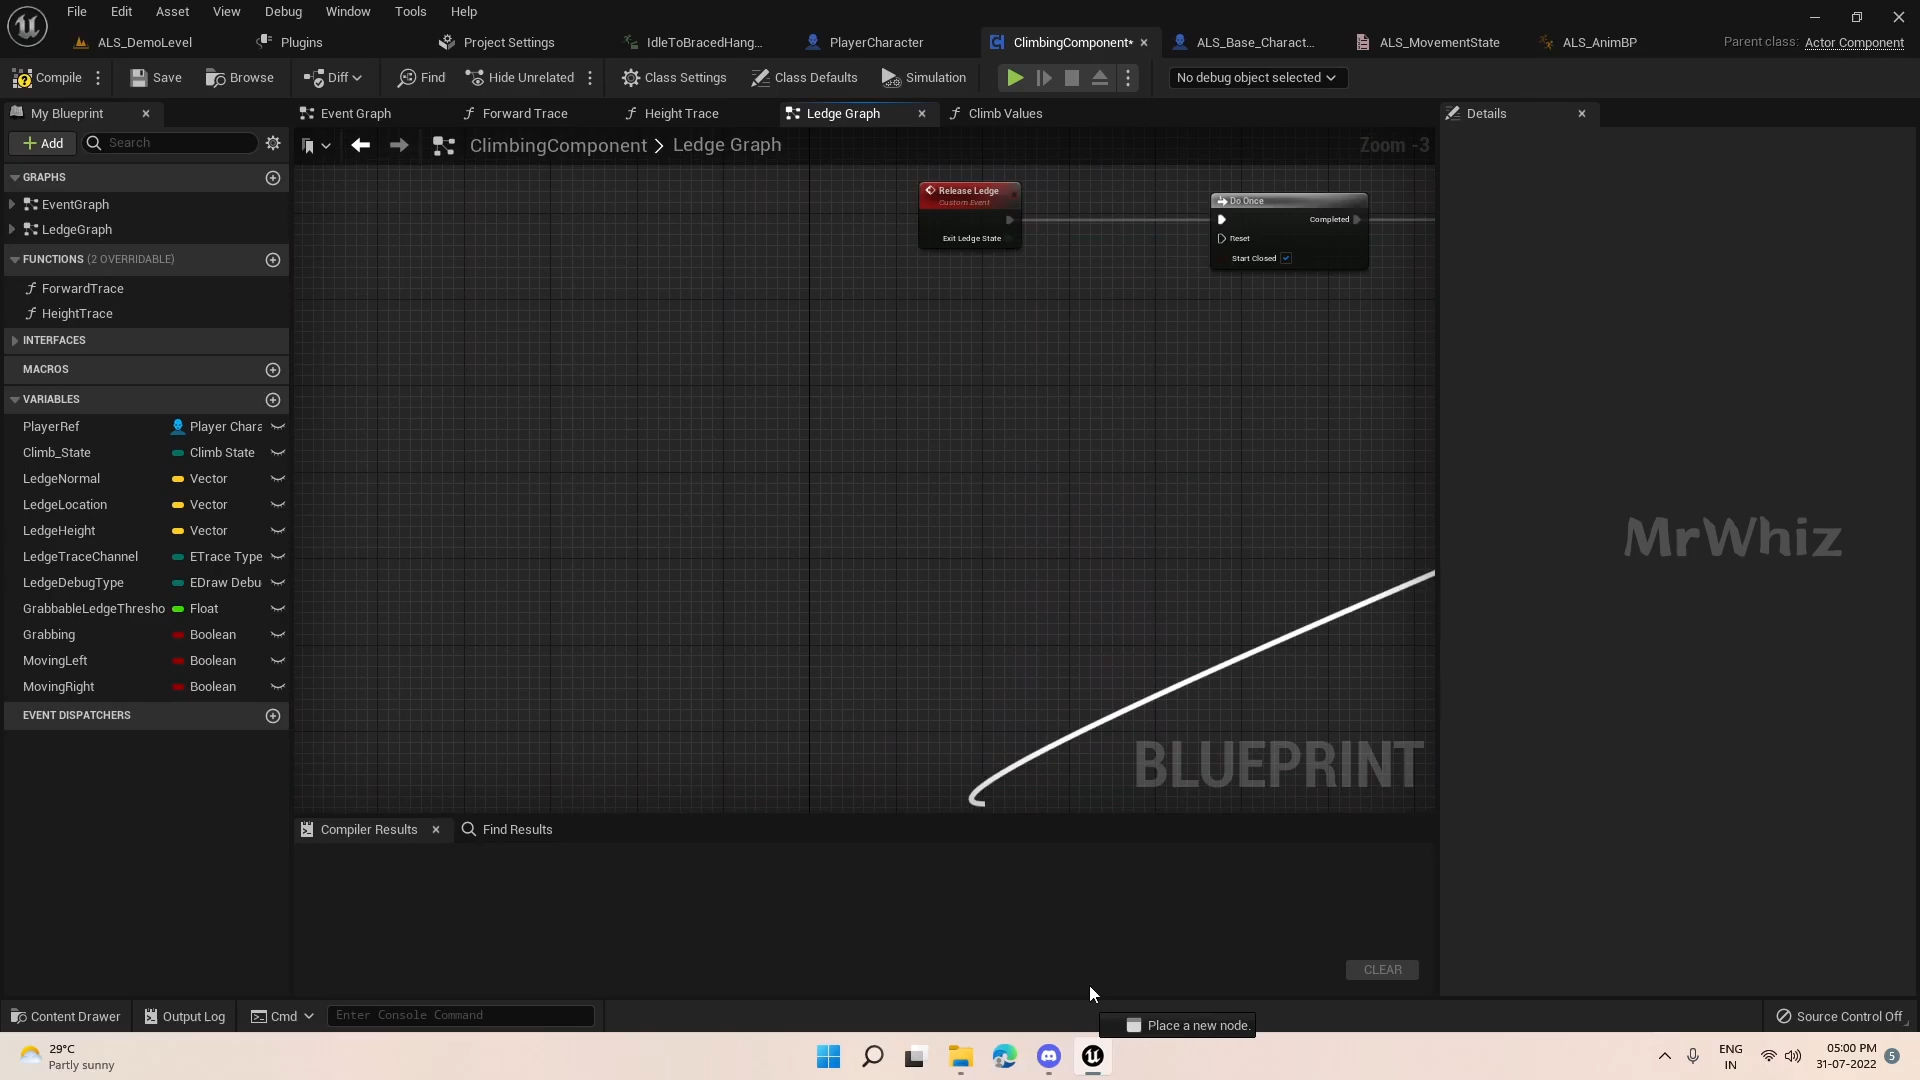 File Edit Asset View Debug Window Tools Help
ALS_DemoLevel Plugins Project Settings IdleToBracedHang... PlayerCharacter ClimbingComponent* ALS_Base_Charact... ALS_MovementState ALS_AnimBP Parent class: Actor Component
Compile Save Browse Diff Find Hide Unrelated Class Settings Class Defaults Simulation No debug object selected
My Blueprint Event Graph Forward Trace Height Trace Ledge Graph Climb Values Details
Add Search ClimbingComponent > Ledge Graph Zoom -3
GRAPHS
EventGraph
LedgeGraph
FUNCTIONS (2 OVERRIDABLE)
ForwardTrace
HeightTrace
INTERFACES
MACROS
VARIABLES
PlayerRef Player Chara
Climb_State Climb State
LedgeNormal Vector
LedgeLocation Vector
LedgeHeight Vector
LedgeTraceChannel ETrace Type
LedgeDebugType EDraw Debu
GrabbableLedgeThresho Float
Grabbing Boolean
MovingLeft Boolean
MovingRight Boolean
EVENT DISPATCHERS
Release Ledge
Custom Event
Exit Ledge State
Do Once
Completed
Reset
Start Closed
MrWhiz
BLUEPRINT
Compiler Results Find Results
CLEAR
Content Drawer Output Log Cmd Enter Console Command Source Control Off
Place a new node.
29°C
Partly sunny
ENG
IN
05:00 PM
31-07-2022
5